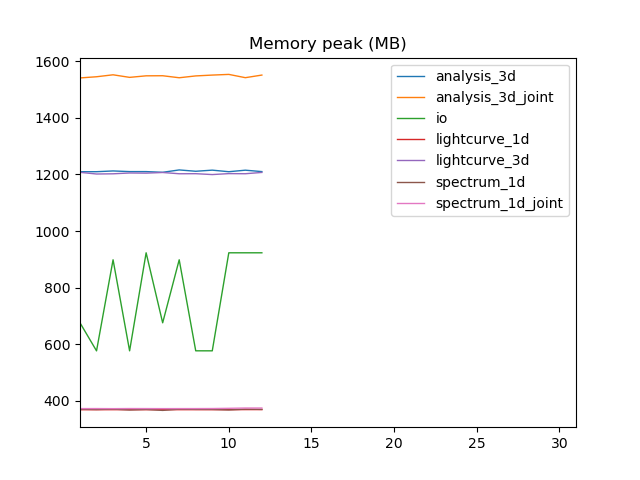 Memory peak (MB)
1600
1400
1200
1000
800
600
400
5
10
15
20
25
30
analysis_3d
analysis_3d_joint
io
lightcurve_1d
lightcurve_3d
spectrum_1d
spectrum_1d_joint